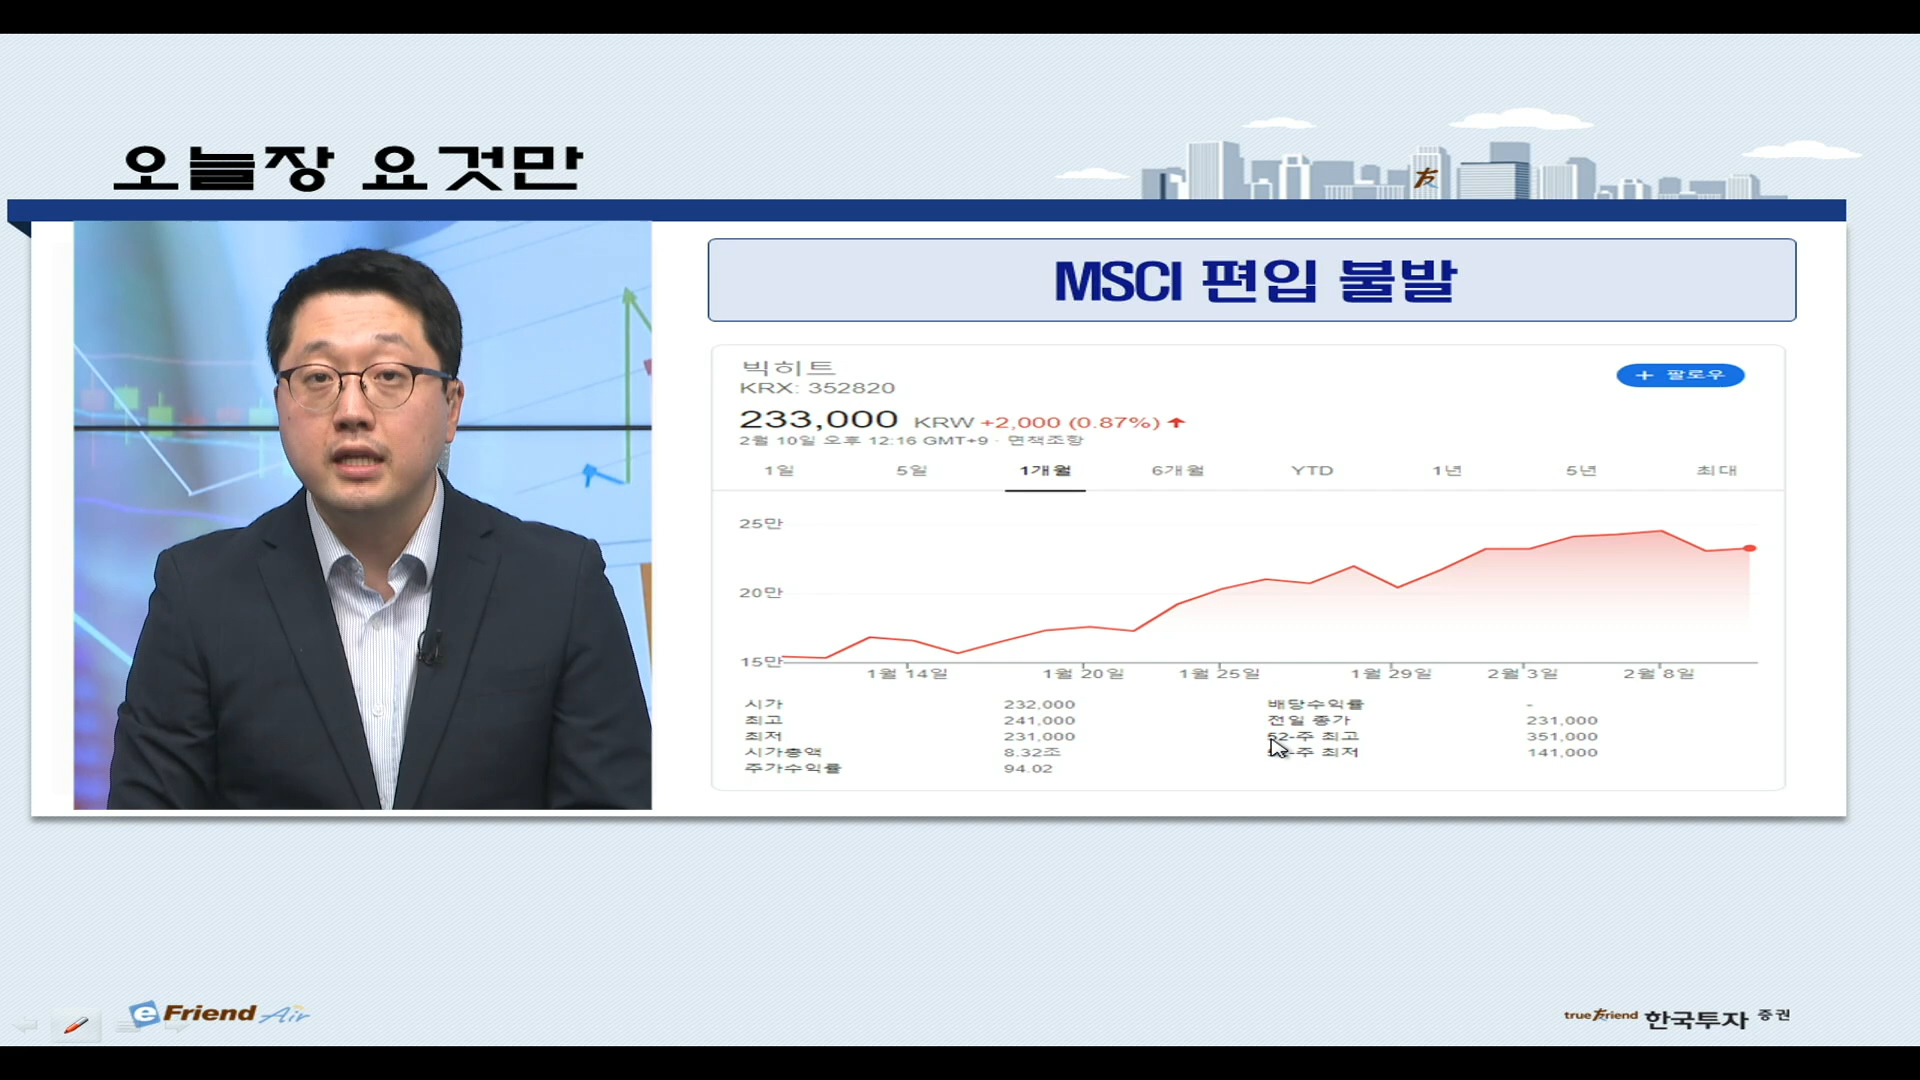 오늘장 요것만
友
MSCI 편입 불발
빅히트
KRX: 352820
+ 팔로우
233,000 KRW +2,000 (0.87%)
2월 10일 오후 12:16 GMT+9 · 면책조항
1일 5일 1개월 6개월 YTD 1년 5년 최대
25만
20만
15만
1월 14일 1월 20일 1월 25일 1월 29일 2월 3일 2월 8일
시가 232,000 배당수익률 -
최고 241,000 전일 종가 231,000
최저 231,000 52-주 최고 351,000
시가총액 8.32조 -주 최저 141,000
주가수익률 94.02
eFriend Air
true friend 한국투자 증권